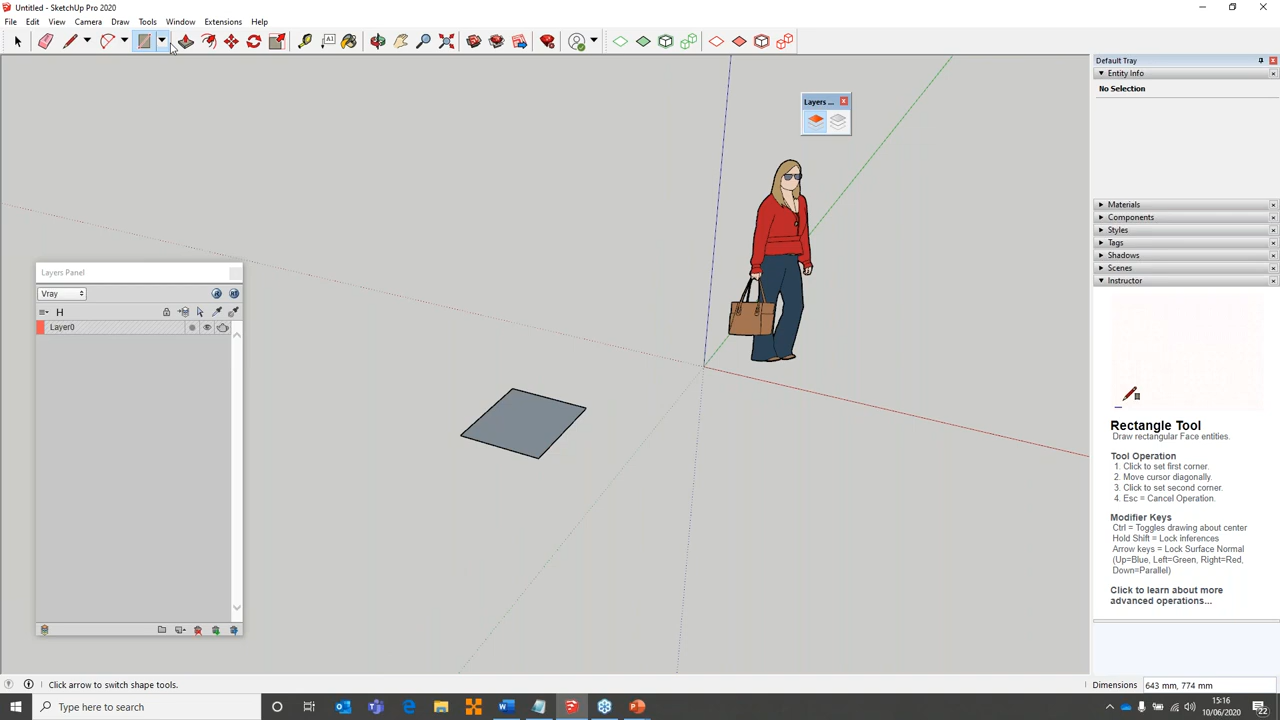 Untitled - SketchUp Pro 2020
File Edit View Camera Draw Tools Window Extensions Help
Default Tray
Entity Info
No Selection
Layers ...
Materials
Components
Styles
Tags
Shadows
Scenes
Instructor
Layers Panel
Vray
H
Layer0
Rectangle Tool
Draw rectangular Face entities.
Tool Operation
1. Click to set first corner.
2. Move cursor diagonally.
3. Click to set second corner.
4. Esc = Cancel Operation.
Modifier Keys
Ctrl = Toggles drawing about center
Hold Shift = Lock inferences
Arrow keys = Lock Surface Normal
(Up=Blue, Left=Green, Right=Red,
Down=Parallel)
Click to learn about more
advanced operations...
Click arrow to switch shape tools.
Dimensions 643 mm, 774 mm
Type here to search
15:16
10/06/2020
22